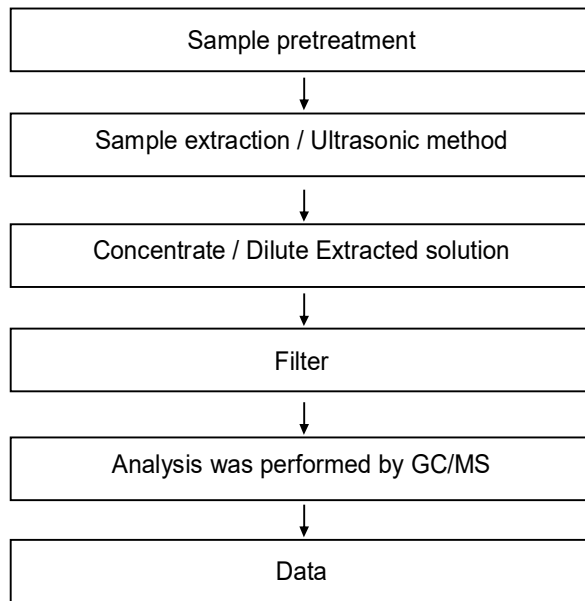 Sample pretreatment
Sample extraction / Ultrasonic method
Concentrate / Dilute Extracted solution
Filter
Analysis was performed by GC/MS
Data